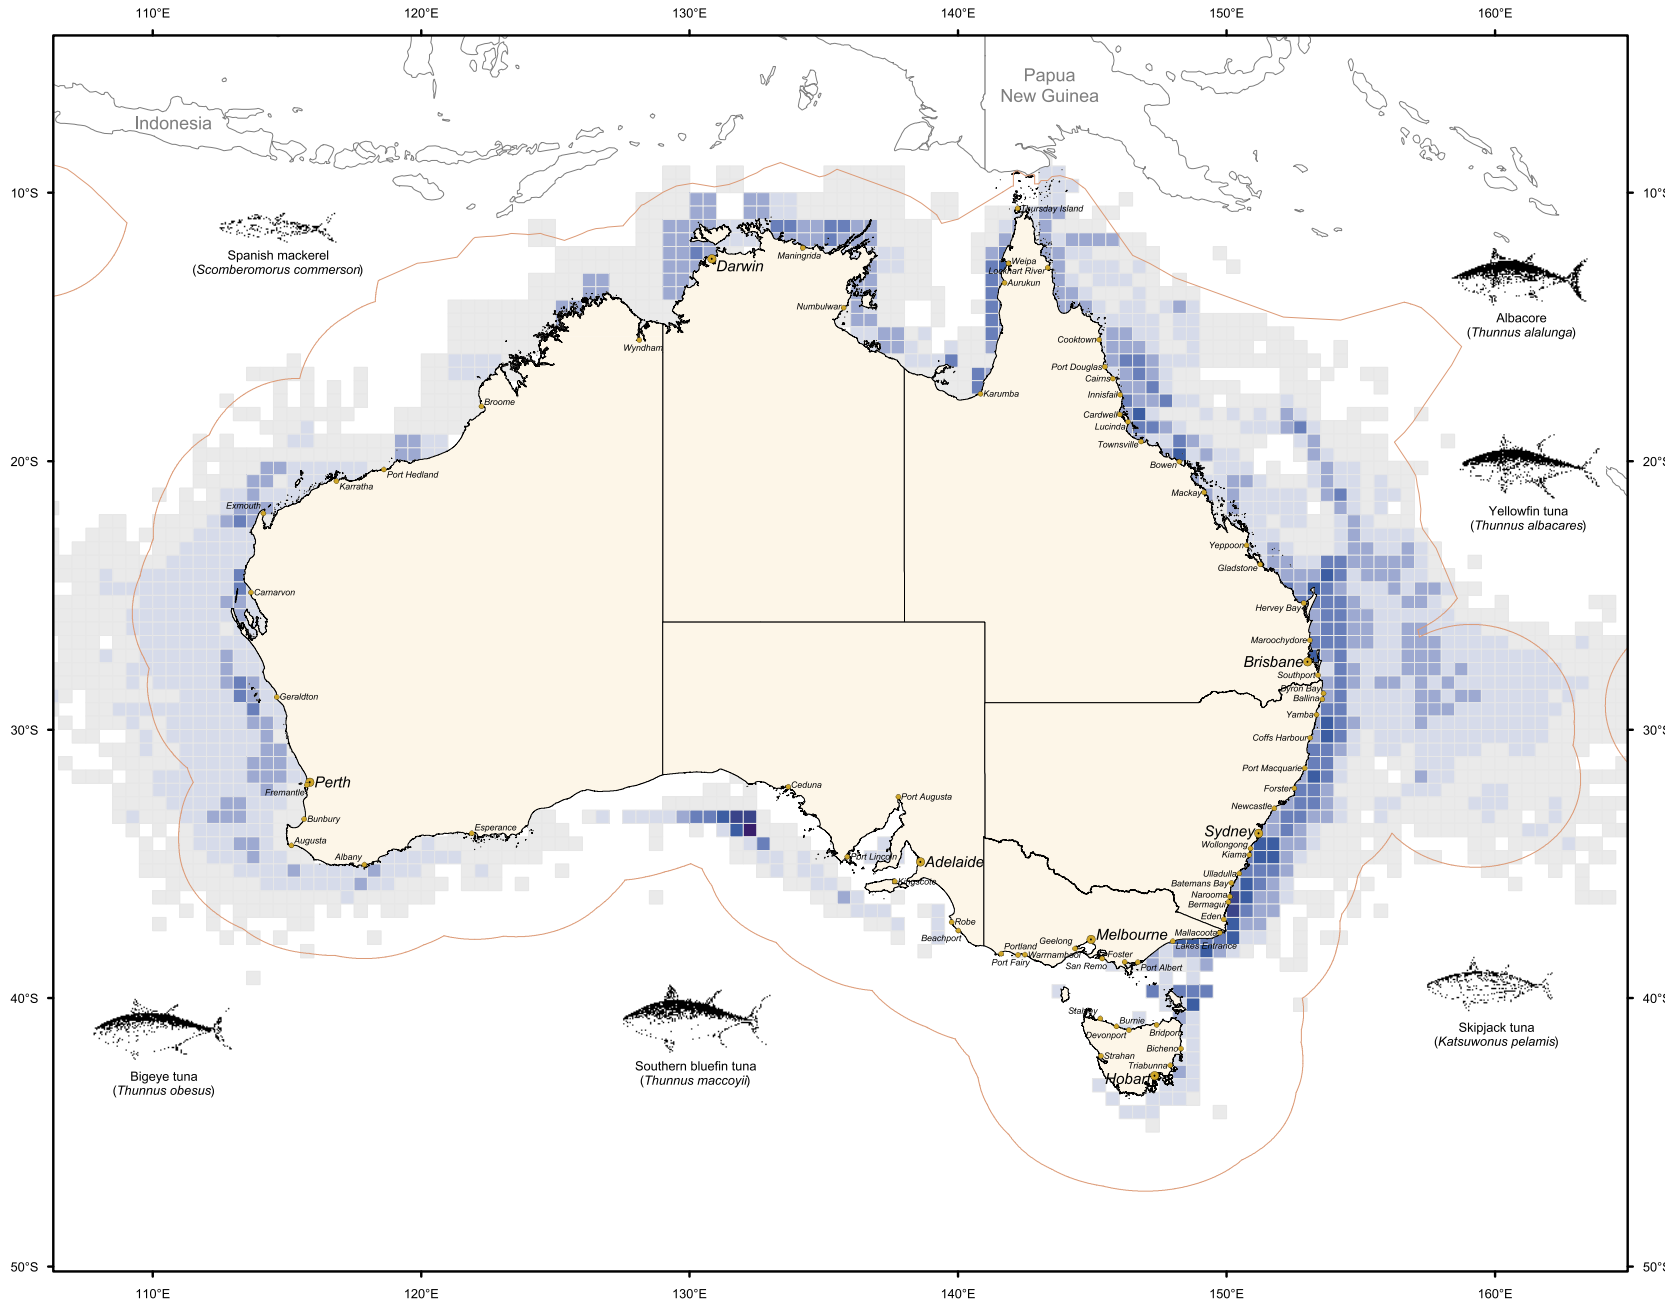 110°E
120°E
130°E
140°E
150°E
160°E
Papua
New Guinea
Indonesia
10°S
10°S
Thursday Island
Spanish mackerel
(Scomberomorus commerson)
Darwin
Maningrida
Weipa
Lockhart River
Aurukun
Numbulwar
Albacore
(Thunnus alalunga)
Wyndham
Cooktown
Port Douglas
Cairns
Innisfail
Karumba
Broome
Cardwell
Lucinda
Townsville
20°S
20°S
Bowen
Port Hedland
Karratha
Mackay
Exmouth
Yellowfin tuna
(Thunnus albacares)
Yeppoon
Gladstone
Carnarvon
Hervey Bay
Maroochydore
Brisbane
Southport
Byron Bay
Geraldton
Ballina
Yamba
30°S
30°S
Coffs Harbour
Port Macquarie
Perth
Ceduna
Fremantle
Forster
Port Augusta
Newcastle
Bunbury
Esperance
Sydney
Augusta
Wollongong
Albany
Port Lincoln
Kiama
Adelaide
Ulladulla
Kingscote
Batemans Bay
Narooma
Bermagui
Robe
Eden
Beachport
Geelong
Melbourne
Mallacoota
Lakes Entrance
Portland
Warrnambool
Foster
Port Fairy
San Remo
Port Albert
40°S
40°S
Stanley
Burnie
Devonport
Bridport
Bicheno
Strahan
Triabunna
Hobart
Skipjack tuna
(Katsuwonus pelamis)
Bigeye tuna
(Thunnus obesus)
Southern bluefin tuna
(Thunnus maccoyii)
50°S
50°S
110°E
120°E
130°E
140°E
150°E
160°E